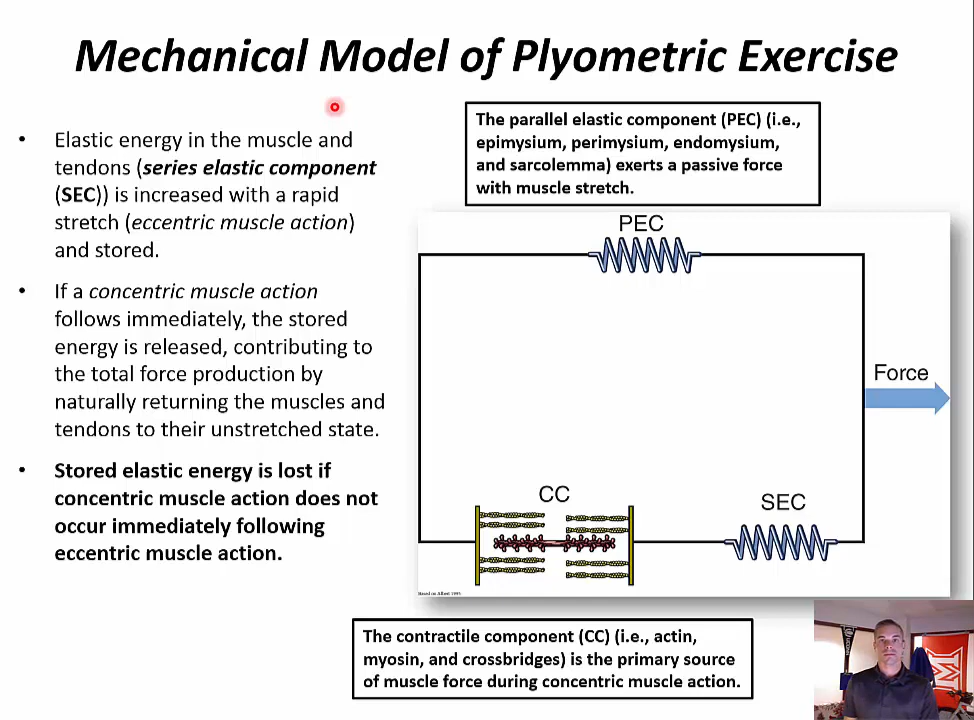 Mechanical Model of Plyometric Exercise
• Elastic energy in the muscle and
tendons (series elastic component
(SEC)) is increased with a rapid
stretch (eccentric muscle action)
and stored.
• If a concentric muscle action
follows immediately, the stored
energy is released, contributing to
the total force production by
naturally returning the muscles and
tendons to their unstretched state.
• Stored elastic energy is lost if
concentric muscle action does not
occur immediately following
eccentric muscle action.
The parallel elastic component (PEC) (i.e.,
epimysium, perimysium, endomysium,
and sarcolemma) exerts a passive force
with muscle stretch.
PEC
Force
CC
SEC
Based on Albert 1995
The contractile component (CC) (i.e., actin,
myosin, and crossbridges) is the primary source
of muscle force during concentric muscle action.
M